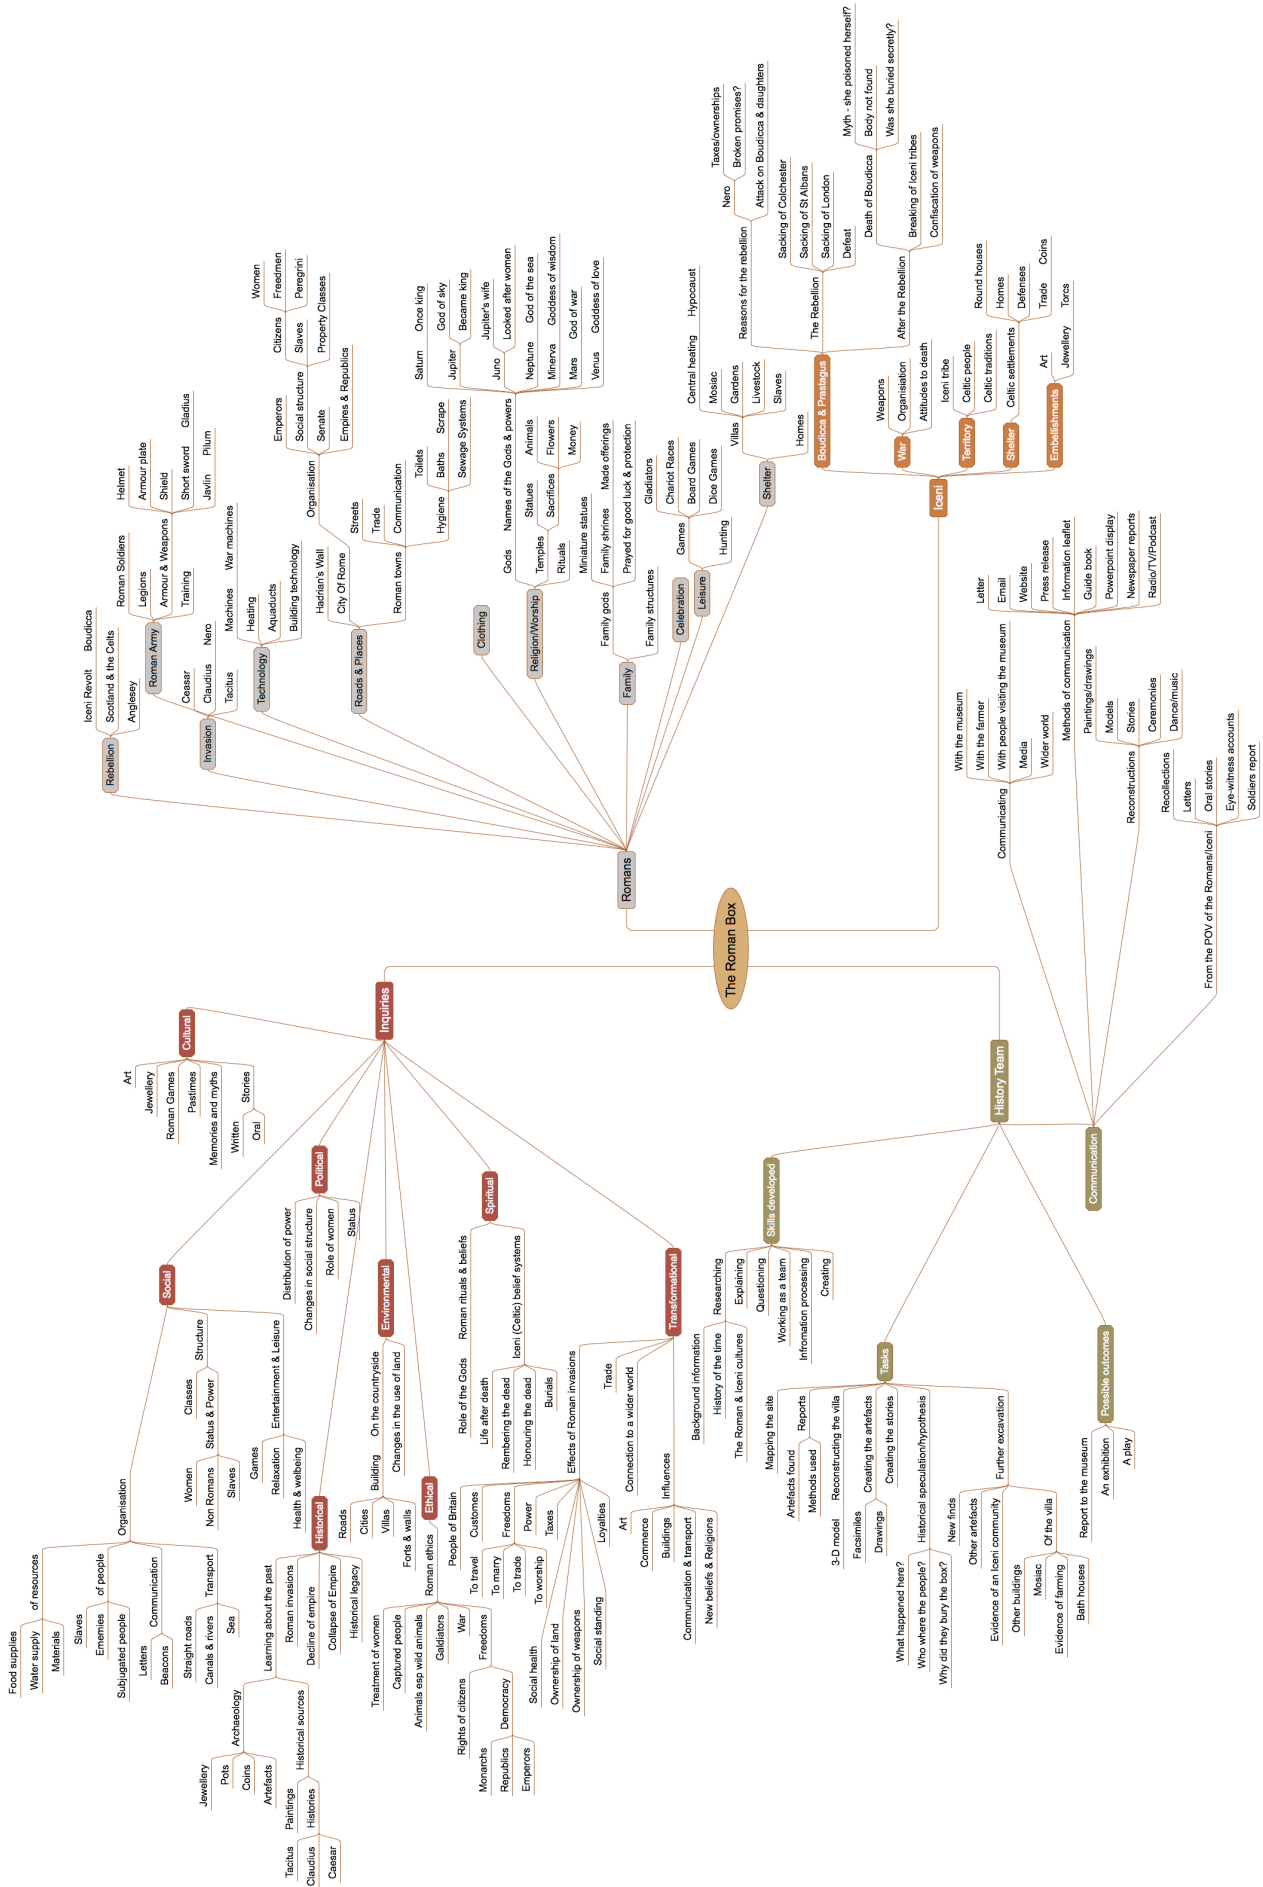 The Roman Box
Romans
Rebellion
Iceni Revolt
Boudicca
Scotland & the Celts
Anglesey
Roman Army
Roman Soldiers
Legions
Armour & Weapons
Helmet
Armour plate
Shield
Short sword
Gladius
Javlin
Pilum
Training
Invasion
Ceasar
Claudius
Nero
Tacitus
Technology
Machines
War machines
Heating
Aquaducts
Building technology
Roads & Places
Hadrian's Wall
City Of Rome
Organisation
Emperors
Social structure
Citizens
Women
Freedmen
Peregrini
Slaves
Property Classes
Senate
Empires & Republics
Roman towns
Streets
Trade
Communication
Hygiene
Toilets
Baths
Scrape
Sewage Systems
Clothing
Religion/Worship
Gods
Names of the Gods & powers
Saturn
Once king
Jupiter
God of sky
Became king
Juno
Jupiter's wife
Looked after women
Neptune
God of the sea
Minerva
Goddess of wisdom
Mars
God of war
Venus
Goddess of love
Temples
Statues
Sacrifices
Animals
Flowers
Money
Rituals
Family
Family gods
Miniature statues
Family shrines
Made offerings
Prayed for good luck & protection
Family structures
Celebration
Leisure
Games
Gladiators
Chariot Races
Board Games
Dice Games
Hunting
Shelter
Villas
Central heating
Hypocaust
Mosiac
Gardens
Livestock
Slaves
Homes
Iceni
Boudicca & Prastagus
Reasons for the rebellion
Nero
Taxes/ownerships
Broken promises?
Attack on Boudicca & daughters
The Rebellion
Sacking of Colchester
Sacking of St Albans
Sacking of London
Defeat
After the Rebellion
Death of Boudicca
Myth - she poisoned herself?
Body not found
Was she buried secretly?
Breaking of Iceni tribes
Confiscation of weapons
War
Weapons
Organisiation
Attitudes to death
Territory
Iceni tribe
Celtic people
Celtic traditions
Shelter
Celtic settlements
Round houses
Homes
Defenses
Trade
Coins
Embellishments
Art
Jewellery
Torcs
Inquiries
Cultural
Art
Jewellery
Roman Games
Pastimes
Memories and myths
Stories
Written
Oral
Social
Organisation
of resources
Food supplies
Water supply
Materials
of people
Slaves
Ememies
Subjugated people
Communication
Letters
Beacons
Transport
Straight roads
Canals & rivers
Sea
Structure
Classes
Status & Power
Women
Non Romans
Slaves
Entertainment & Leisure
Games
Relaxation
Health & welbeing
Political
Distribution of power
Changes in social structure
Role of women
Status
Historical
Learning about the past
Archaeology
Jewellery
Pots
Coins
Artefacts
Historical sources
Paintings
Histories
Tacitus
Claudius
Caesar
Roman invasions
Decline of empire
Collapse of Empire
Historical legacy
Environmental
Building
On the countryside
Roads
Cities
Villas
Forts & walls
Changes in the use of land
Ethical
Roman ethics
Treatment of women
Captured people
Animals esp wild animals
Galdiators
War
Freedoms
Rights of citizens
Democracy
Monarchs
Republics
Emperors
Spiritual
Roman rituals & beliefs
Role of the Gods
Iceni (Celtic) belief systems
Life after death
Rembering the dead
Honouring the dead
Burials
Transformational
Effects of Roman invasions
People of Britain
Customes
Freedoms
To travel
To marry
To trade
To worship
Power
Taxes
Social health
Ownership of land
Ownership of weapons
Social standing
Loyalties
Trade
Connection to a wider world
Influences
Art
Commerce
Buildings
Communication & transport
New beliefs & Religions
History Team
Skills developed
Researching
Background information
History of the time
The Roman & Iceni cultures
Explaining
Questioning
Working as a team
Infromation processing
Creating
Tasks
Mapping the site
Reports
Artefacts found
Methods used
Reconstructing the villa
3-D model
Creating the artefacts
Facsimiles
Drawings
Creating the stories
Historical speculation/hypothesis
What happened here?
Who where the people?
Why did they bury the box?
Further excavation
New finds
Other artefacts
Evidence of an Iceni community
Of the villa
Other buildings
Mosiac
Evidence of farming
Bath houses
Possible outcomes
Report to the museum
An exhibition
A play
Communication
Communicating
With the museum
With the farmer
With people visiting the museum
Media
Wider world
Methods of communication
Letter
Email
Website
Press release
Information leaflet
Guide book
Powerpoint display
Newspaper reports
Radio/TV/Podcast
Reconstructions
Paintings/drawings
Models
Stories
Ceremonies
Dance/music
From the POV of the Romans/Iceni
Recollections
Letters
Oral stories
Eye-witness accounts
Soldiers report